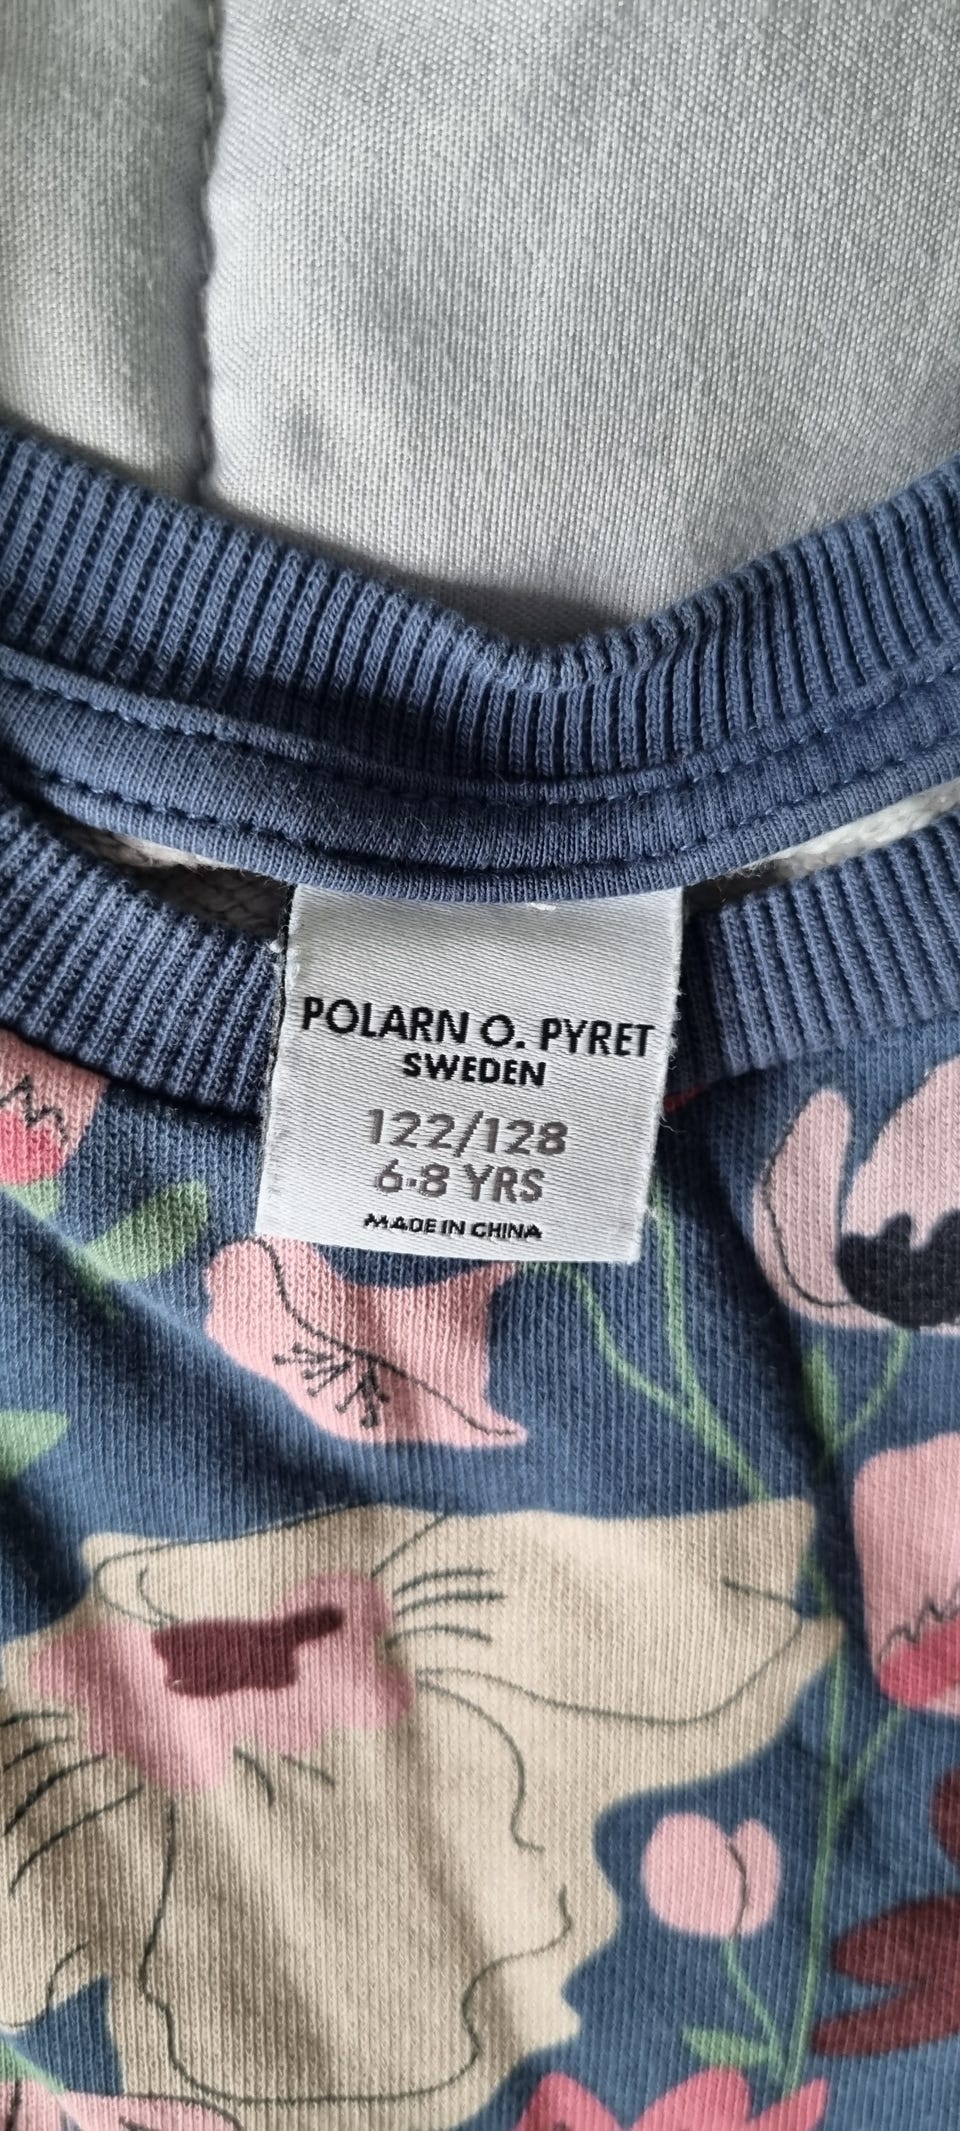 POLARN O. PYRET
SWEDEN
122/128
6-8 YRS
MADE IN CHINA